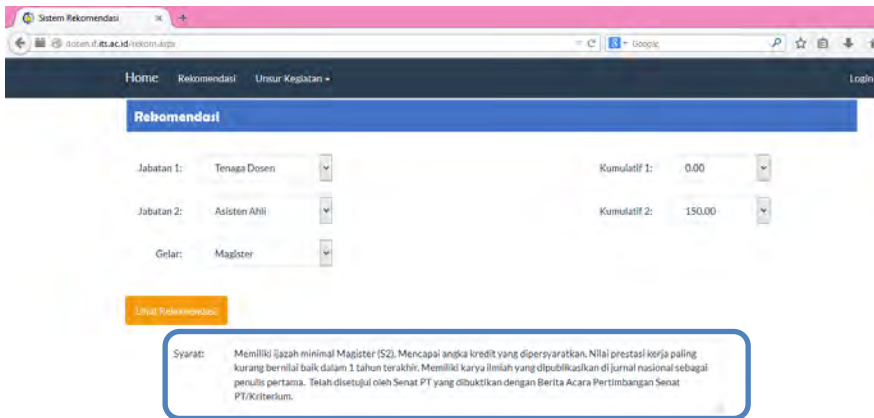 Sistem Rekomendasi
dosen.if.its.ac.id/rekom.aspx
Google
Home Rekomendasi Unsur Kegiatan
Login
Rekomendasi
Jabatan 1: Tenaga Dosen Kumulatif 1: 0.00
Jabatan 2: Asisten Ahli Kumulatif 2: 150.00
Gelar: Magister
Lihat Rekomendasi
Syarat: Memiliki ijazah minimal Magister (S2). Mencapai angka kredit yang dipersyaratkan. Nilai prestasi kerja paling
kurang bernilai baik dalam 1 tahun terakhir. Memiliki karya ilmiah yang dipublikasikan di jurnal nasional sebagai
penulis pertama. Telah disetujui oleh Senat PT yang dibuktikan dengan Berita Acara Pertimbangan Senat
PT/Kriterium.